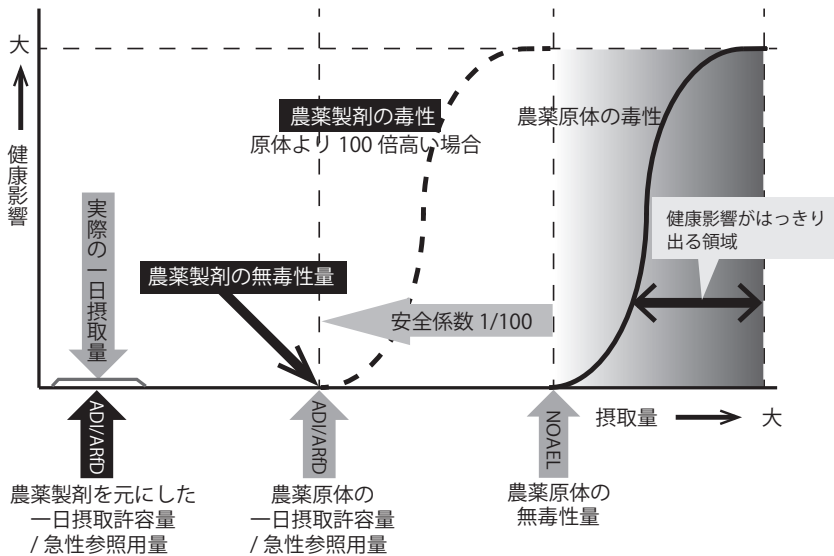 大
健康影響
農薬製剤の毒性
原体より 100 倍高い場合
農薬原体の毒性
実際の一日摂取量
健康影響がはっきり
出る領域
農薬製剤の無毒性量
安全係数 1/100
ADI/ARfD
ADI/ARfD
NOAEL
摂取量
大
農薬製剤を元にした
一日摂取許容量
/ 急性参照用量
農薬原体の
一日摂取許容量
/ 急性参照用量
農薬原体の
無毒性量